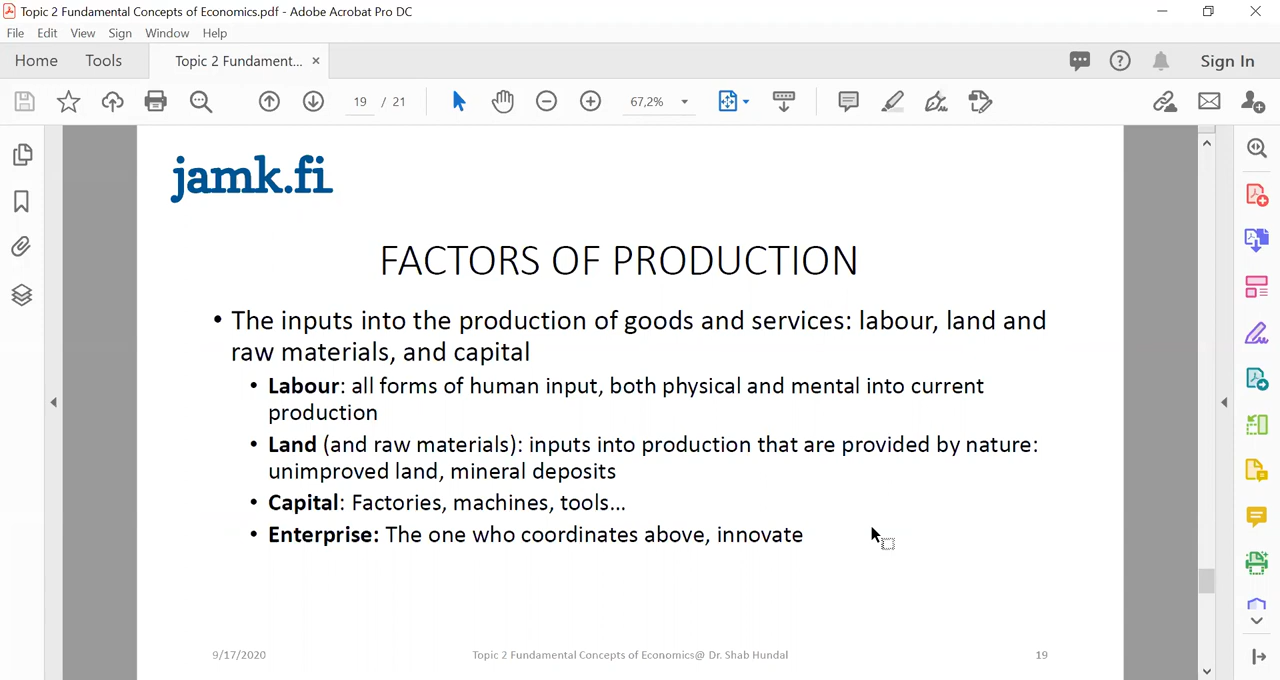 Topic 2 Fundamental Concepts of Economics.pdf - Adobe Acrobat Pro DC
File Edit View Sign Window Help
Home Tools Topic 2 Fundament... × Sign In
19 / 21 67,2%
jamk.fi
FACTORS OF PRODUCTION
• The inputs into the production of goods and services: labour, land and
raw materials, and capital
• Labour: all forms of human input, both physical and mental into current
production
• Land (and raw materials): inputs into production that are provided by nature:
unimproved land, mineral deposits
• Capital: Factories, machines, tools...
• Enterprise: The one who coordinates above, innovate
9/17/2020 Topic 2 Fundamental Concepts of Economics@ Dr. Shab Hundal 19